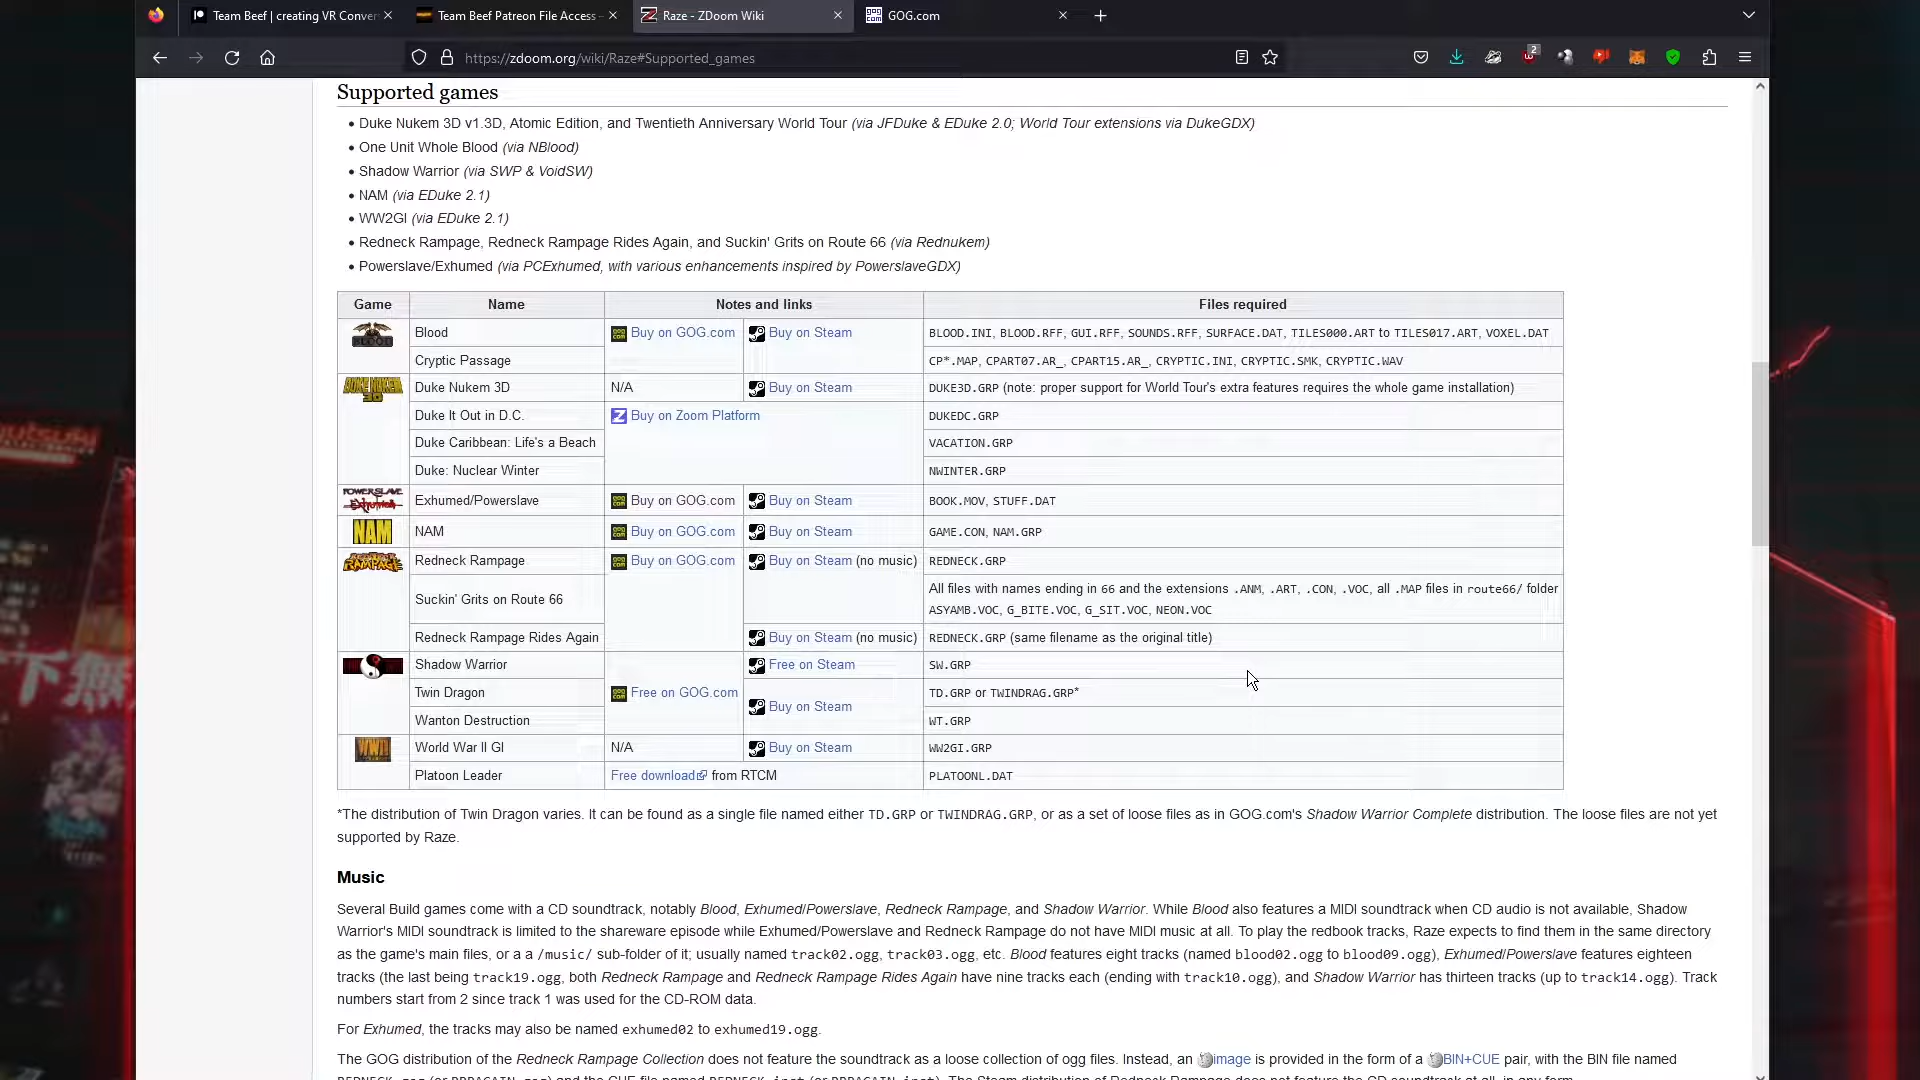 Team Beef | creating VR Conver
Team Beef Patreon File Access
Raze - ZDoom Wiki
GOG.com
https://zdoom.org/wiki/Raze#Supported_games
2
Supported games
• Duke Nukem 3D v1.3D, Atomic Edition, and Twentieth Anniversary World Tour (via JFDuke & EDuke 2.0; World Tour extensions via DukeGDX)
• One Unit Whole Blood (via NBlood)
• Shadow Warrior (via SWP & VoidSW)
• NAM (via EDuke 2.1)
• WW2GI (via EDuke 2.1)
• Redneck Rampage, Redneck Rampage Rides Again, and Suckin' Grits on Route 66 (via Rednukem)
• Powerslave/Exhumed (via PCExhumed, with various enhancements inspired by PowerslaveGDX)
Game Name Notes and links Files required
BLOOD Blood Buy on GOG.com Buy on Steam BLOOD.INI, BLOOD.RFF, GUI.RFF, SOUNDS.RFF, SURFACE.DAT, TILES000.ART to TILES017.ART, VOXEL.DAT
Cryptic Passage CP*.MAP, CPART07.AR_, CPART15.AR_, CRYPTIC.INI, CRYPTIC.SMK, CRYPTIC.WAV
DUKE NUKEM 3D Duke Nukem 3D N/A Buy on Steam DUKE3D.GRP (note: proper support for World Tour's extra features requires the whole game installation)
Duke It Out in D.C. Buy on Zoom Platform DUKEDC.GRP
Duke Caribbean: Life's a Beach VACATION.GRP
Duke: Nuclear Winter NWINTER.GRP
POWERSLAVE EXHUMED Exhumed/Powerslave Buy on GOG.com Buy on Steam BOOK.MOV, STUFF.DAT
NAM NAM Buy on GOG.com Buy on Steam GAME.CON, NAM.GRP
REDNECK RAMPAGE Redneck Rampage Buy on GOG.com Buy on Steam (no music) REDNECK.GRP
Suckin' Grits on Route 66 All files with names ending in 66 and the extensions .ANM, .ART, .CON, .VOC, all .MAP files in route66/ folder
ASYAMB.VOC, G_BITE.VOC, G_SIT.VOC, NEON.VOC
Redneck Rampage Rides Again Buy on Steam (no music) REDNECK.GRP (same filename as the original title)
Shadow Warrior Free on Steam SW.GRP
Twin Dragon Free on GOG.com TD.GRP or TWINDRAG.GRP*
Buy on Steam
Wanton Destruction WT.GRP
World War II GI N/A Buy on Steam WW2GI.GRP
Platoon Leader Free download from RTCM PLATOONL.DAT
*The distribution of Twin Dragon varies. It can be found as a single file named either TD.GRP or TWINDRAG.GRP, or as a set of loose files as in GOG.com's Shadow Warrior Complete distribution. The loose files are not yet
supported by Raze.
Music
Several Build games come with a CD soundtrack, notably Blood, Exhumed/Powerslave, Redneck Rampage, and Shadow Warrior. While Blood also features a MIDI soundtrack when CD audio is not available, Shadow
Warrior's MIDI soundtrack is limited to the shareware episode while Exhumed/Powerslave and Redneck Rampage do not have MIDI music at all. To play the redbook tracks, Raze expects to find them in the same directory
as the game's main files, or a a /music/ sub-folder of it; usually named track02.ogg, track03.ogg, etc. Blood features eight tracks (named blood02.ogg to blood09.ogg), Exhumed/Powerslave features eighteen
tracks (the last being track19.ogg, both Redneck Rampage and Redneck Rampage Rides Again have nine tracks each (ending with track10.ogg), and Shadow Warrior has thirteen tracks (up to track14.ogg). Track
numbers start from 2 since track 1 was used for the CD-ROM data.
For Exhumed, the tracks may also be named exhumed02 to exhumed19.ogg.
The GOG distribution of the Redneck Rampage Collection does not feature the soundtrack as a loose collection of ogg files. Instead, an image is provided in the form of a BIN+CUE pair, with the BIN file named